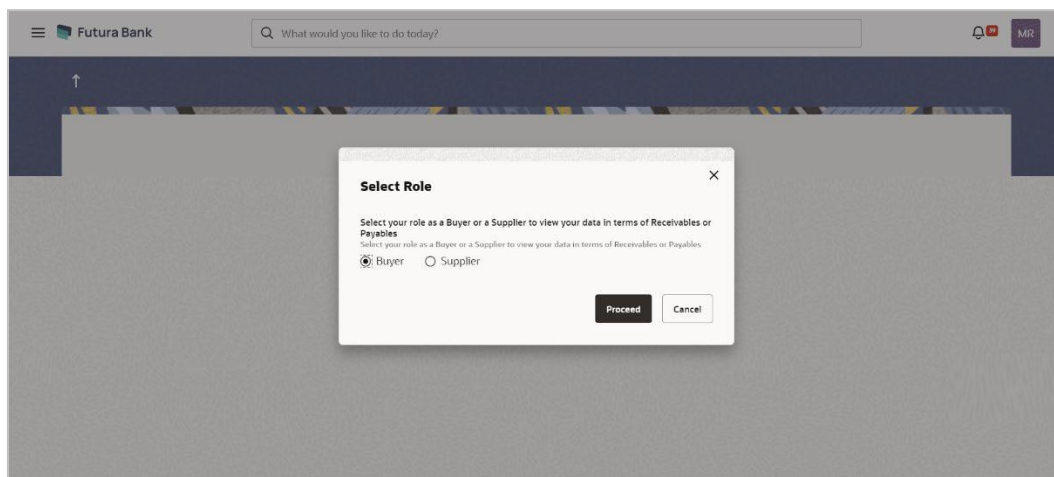 Futura Bank
What would you like to do today?
MR
Select Role
Select your role as a Buyer or a Supplier to view your data in terms of Receivables or
Payables
Select your role as a Buyer or a Supplier to view your data in terms of Receivables or Payables
Buyer Supplier
Proceed Cancel